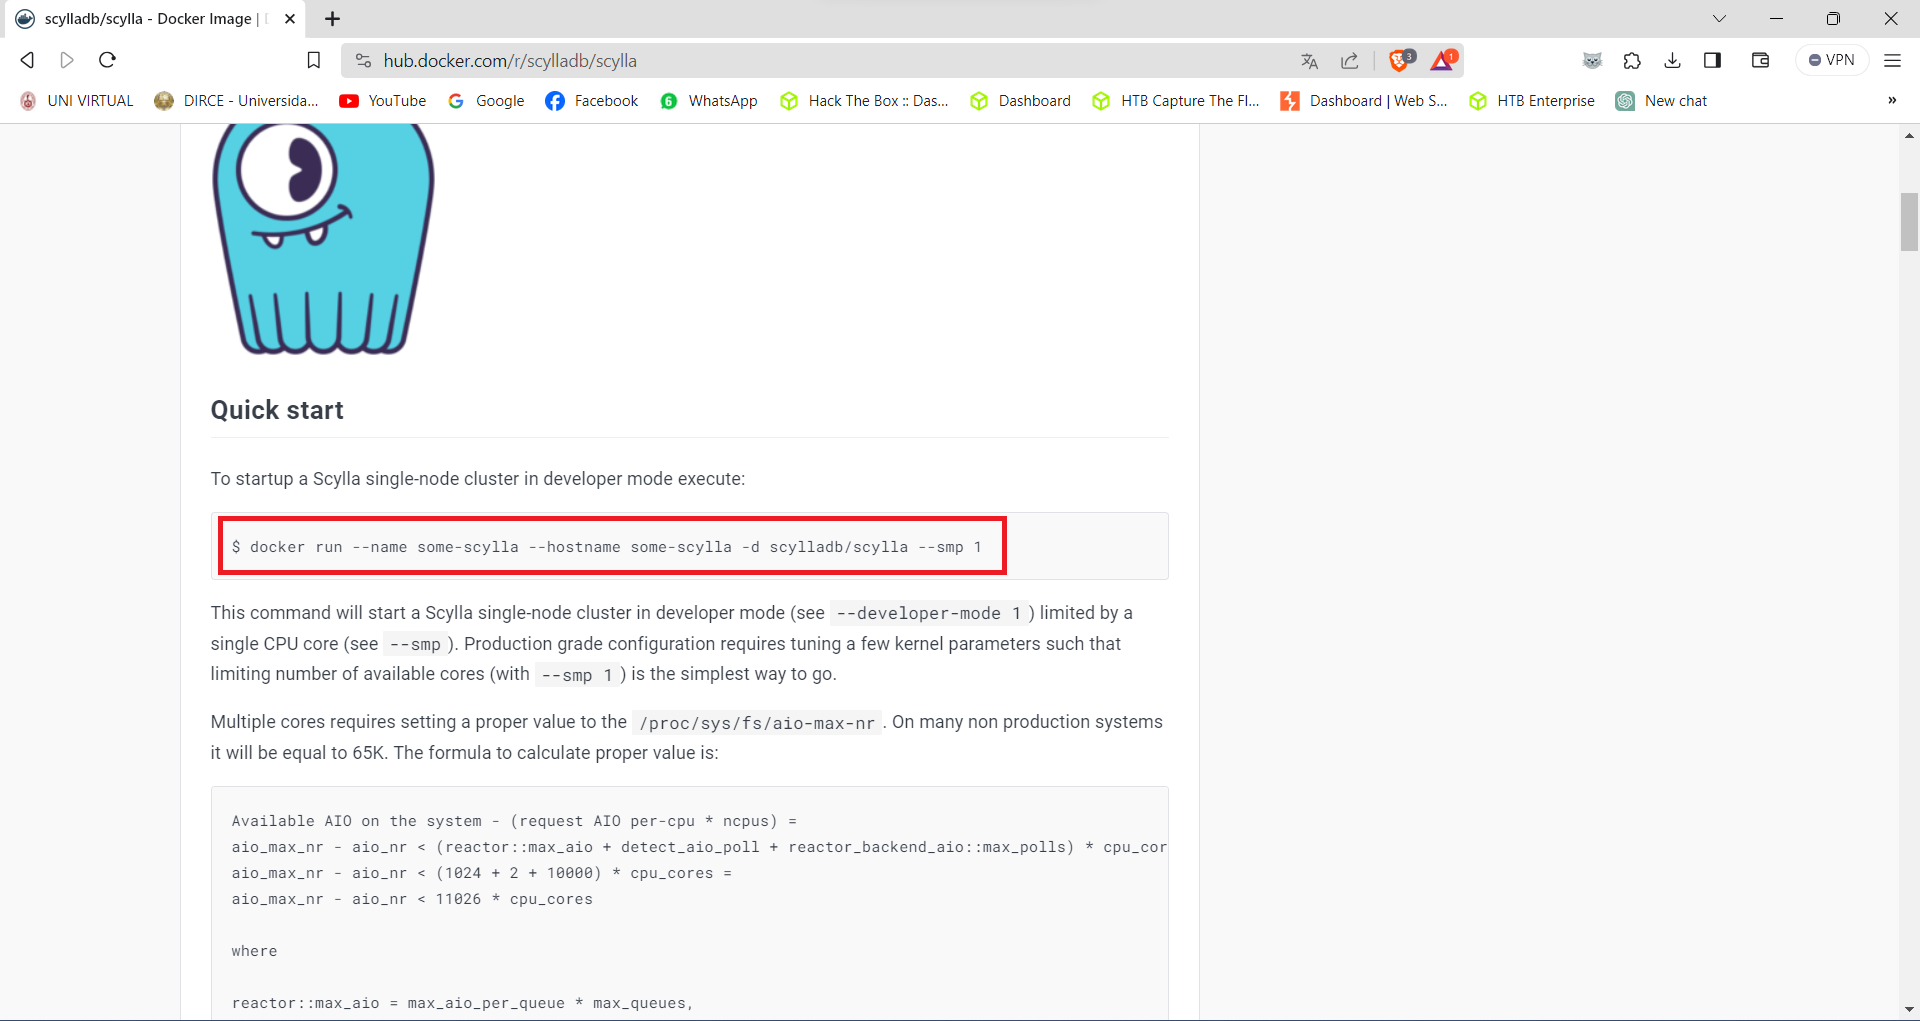 scylladb/scylla - Docker Image |
hub.docker.com/r/scylladb/scylla
3
1
VPN
UNI VIRTUAL
DIRCE - Universida...
YouTube
Google
Facebook
6
WhatsApp
Hack The Box :: Das...
Dashboard
HTB Capture The Fl...
Dashboard | Web S...
HTB Enterprise
New chat
»
Quick start
To startup a Scylla single-node cluster in developer mode execute:
$ docker run --name some-scylla --hostname some-scylla -d scylladb/scylla --smp 1
This command will start a Scylla single-node cluster in developer mode (see --developer-mode 1 ) limited by a
single CPU core (see --smp ). Production grade configuration requires tuning a few kernel parameters such that
limiting number of available cores (with --smp 1 ) is the simplest way to go.
Multiple cores requires setting a proper value to the /proc/sys/fs/aio-max-nr . On many non production systems
it will be equal to 65K. The formula to calculate proper value is:
Available AIO on the system - (request AIO per-cpu * ncpus) =
aio_max_nr - aio_nr < (reactor::max_aio + detect_aio_poll + reactor_backend_aio::max_polls) * cpu_cor
aio_max_nr - aio_nr < (1024 + 2 + 10000) * cpu_cores =
aio_max_nr - aio_nr < 11026 * cpu_cores
where
reactor::max_aio = max_aio_per_queue * max_queues,